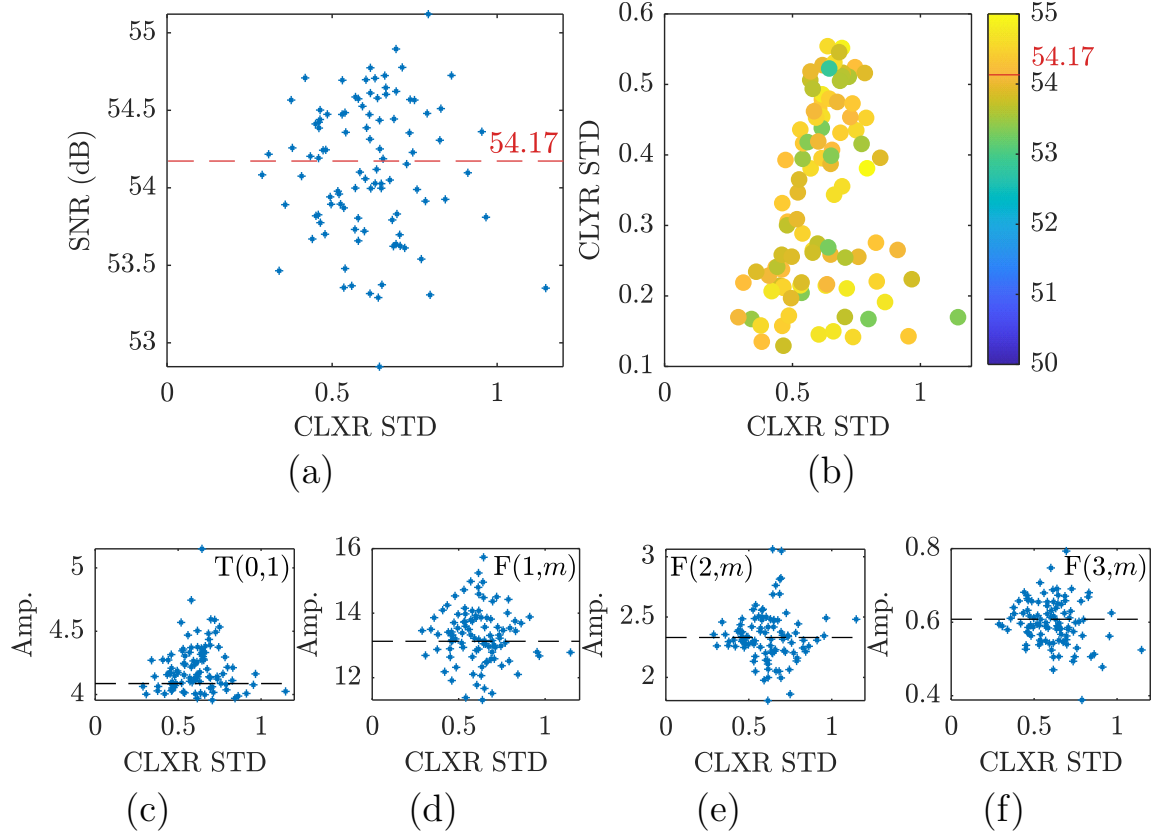 55
54.5
54
53.5
53
SNR (dB)
54.17
0
0.5
1
CLXR STD
(a)
0.6
0.5
0.4
0.3
0.2
0.1
CLYR STD
0
0.5
1
CLXR STD
(b)
55
54.17
54
53
52
51
50
5
4.5
4
Amp.
T(0,1)
0
0.5
1
CLXR STD
(c)
16
14
12
Amp.
F(1,m)
0
0.5
1
CLXR STD
(d)
3
2.5
2
Amp.
F(2,m)
0
0.5
1
CLXR STD
(e)
0.8
0.6
0.4
Amp.
F(3,m)
0
0.5
1
CLXR STD
(f)